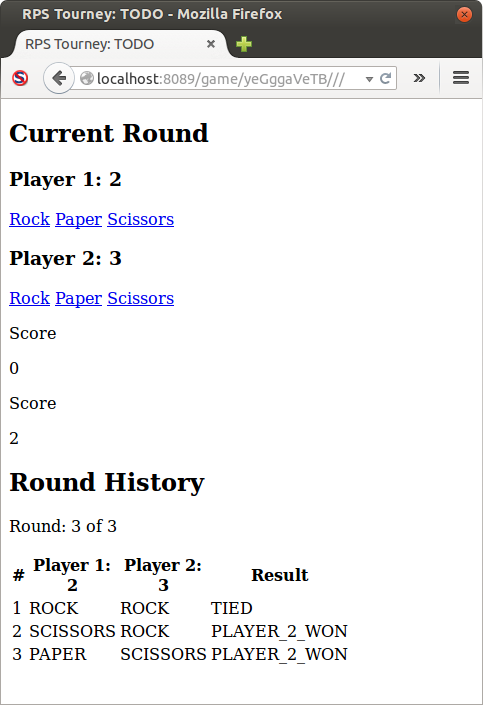 RPS Tourney: TODO - Mozilla Firefox
RPS Tourney: TODO
localhost:8089/game/yeGggaVeTB///
Current Round
Player 1: 2
Rock Paper Scissors
Player 2: 3
Rock Paper Scissors
Score
0
Score
2
Round History
Round: 3 of 3
# Player 1: 2 Player 2: 3 Result
1 ROCK ROCK TIED
2 SCISSORS ROCK PLAYER_2_WON
3 PAPER SCISSORS PLAYER_2_WON